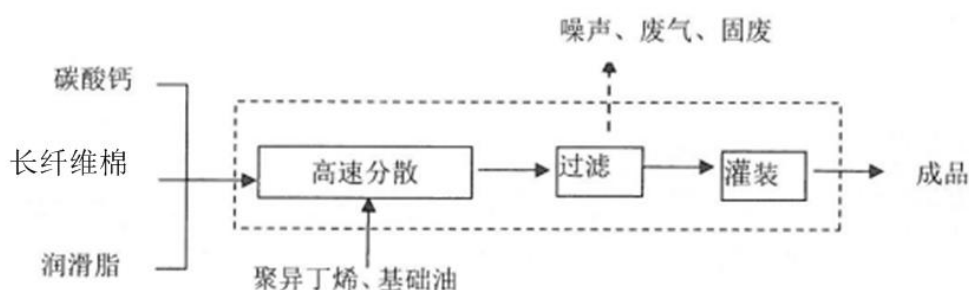 噪声、废气、固废
碳酸钙
长纤维棉
高速分散
过滤
灌装
成品
润滑脂
聚异丁烯、基础油